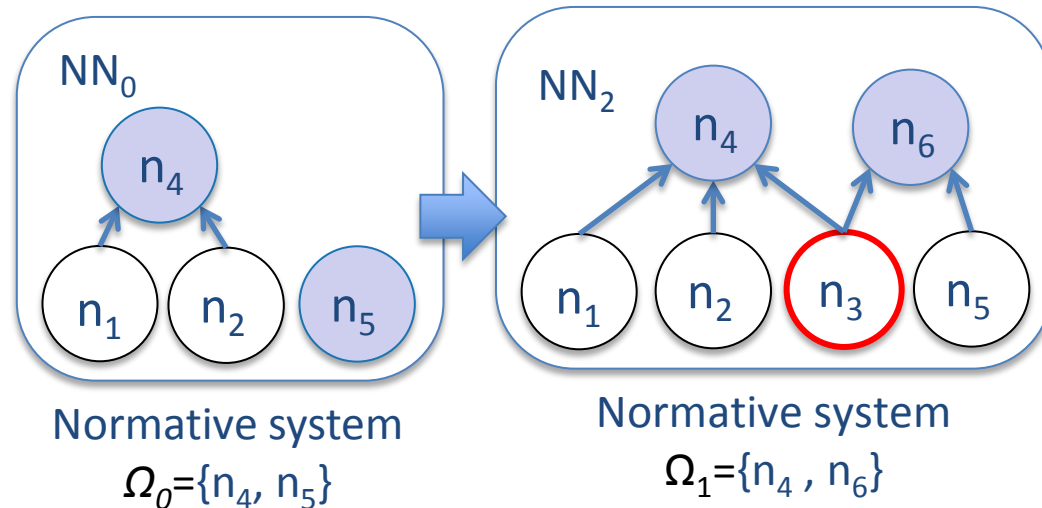 NN₀
n₄
n₁ n₂ n₅
Normative system
Ω₀={n₄, n₅}
NN₂
n₄ n₆
n₁ n₂ n₃ n₅
Normative system
Ω₁={n₄ , n₆}